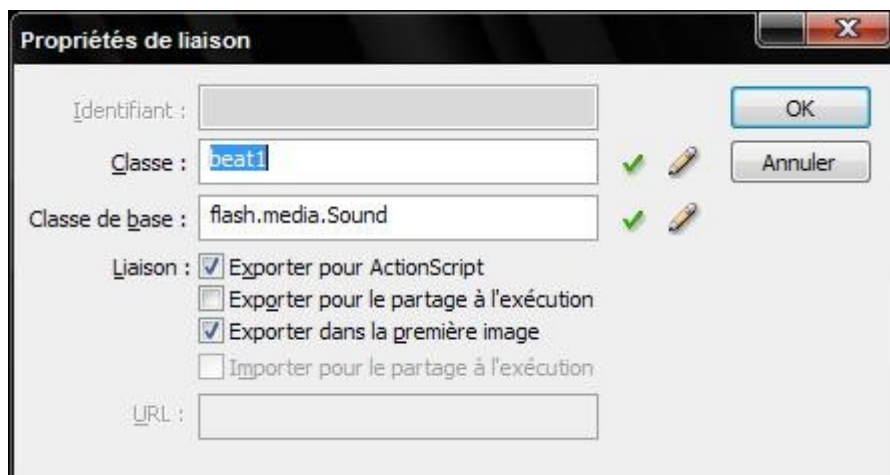 Propriétés de liaison
Identifiant :
OK
Classe : beat1
Annuler
Classe de base : flash.media.Sound
Liaison : Exporter pour ActionScript
Exporter pour le partage à l'exécution
Exporter dans la première image
Importer pour le partage à l'exécution
URL :